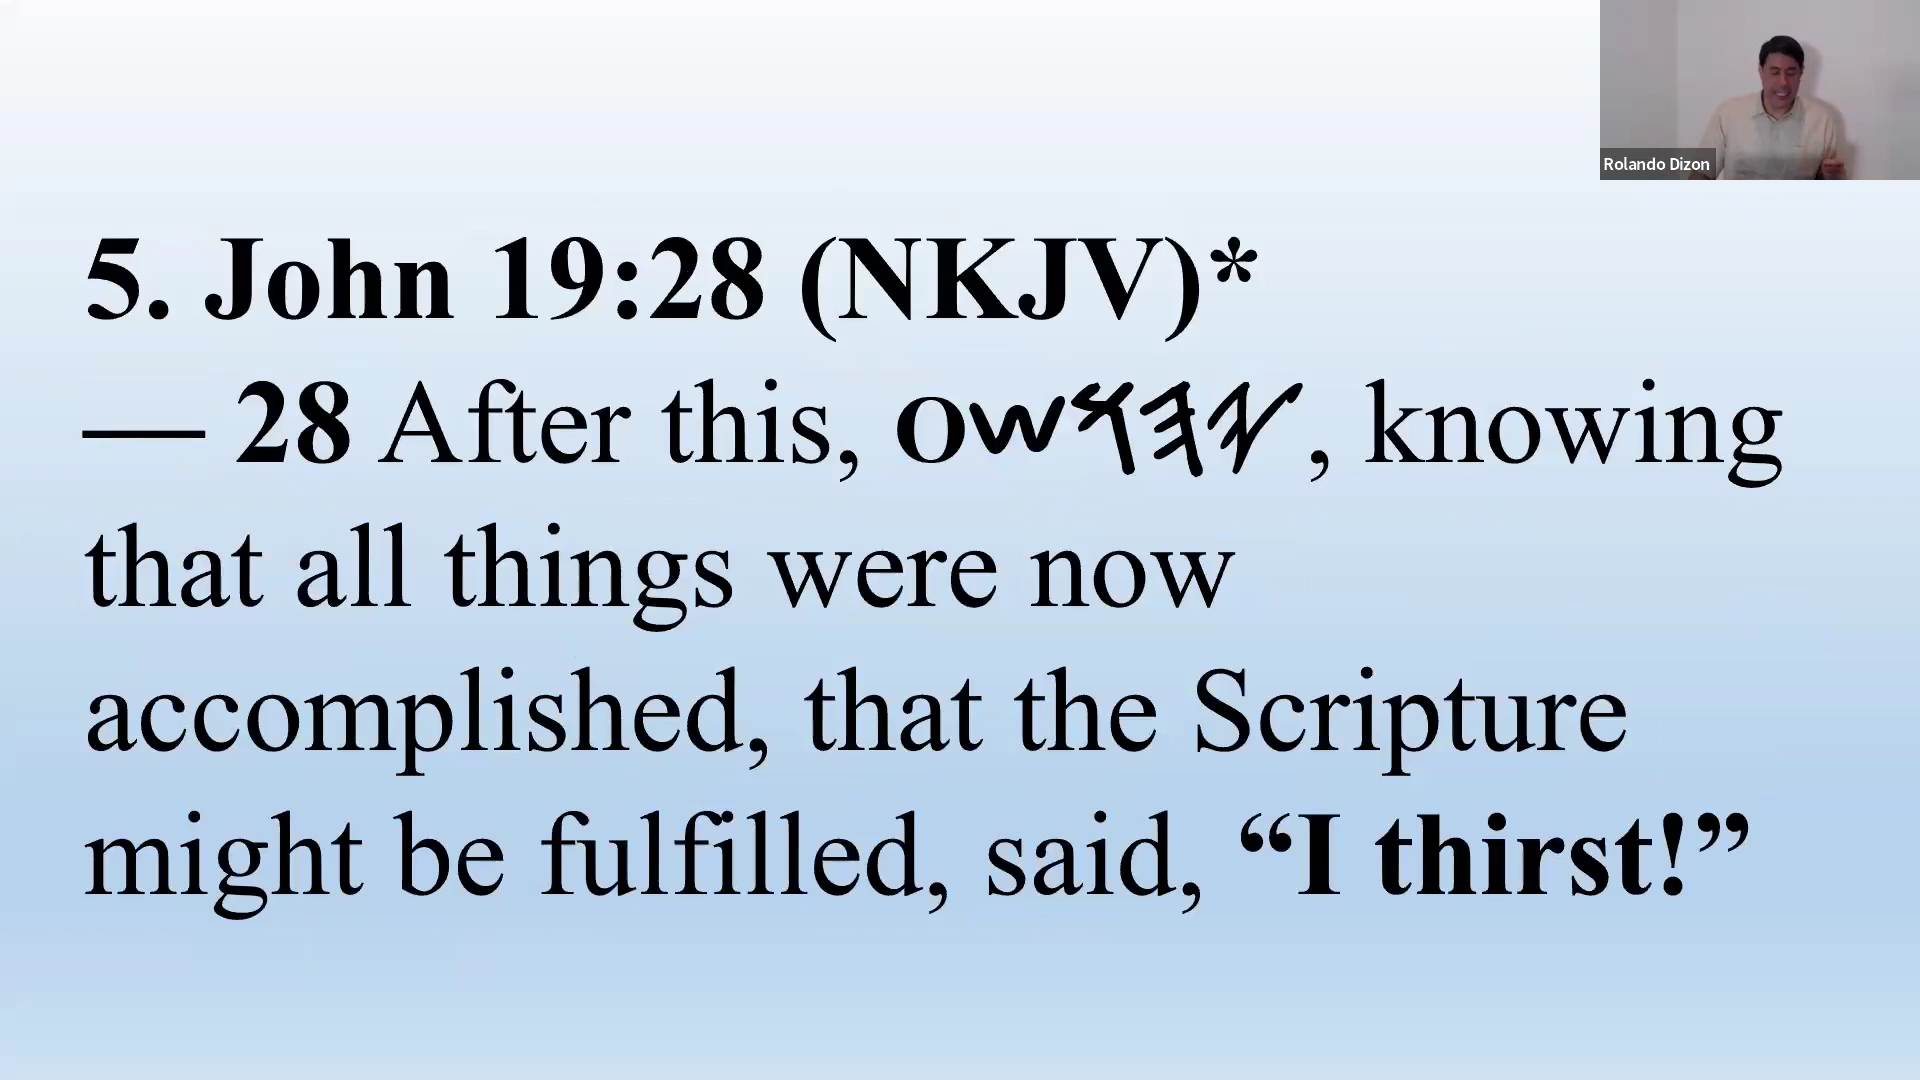 Rolando Dizon
5. John 19:28 (NKJV)*
— 28 After this, 𐤉𐤄𐤅𐤔𐤏, knowing
that all things were now
accomplished, that the Scripture
might be fulfilled, said, “I thirst!”